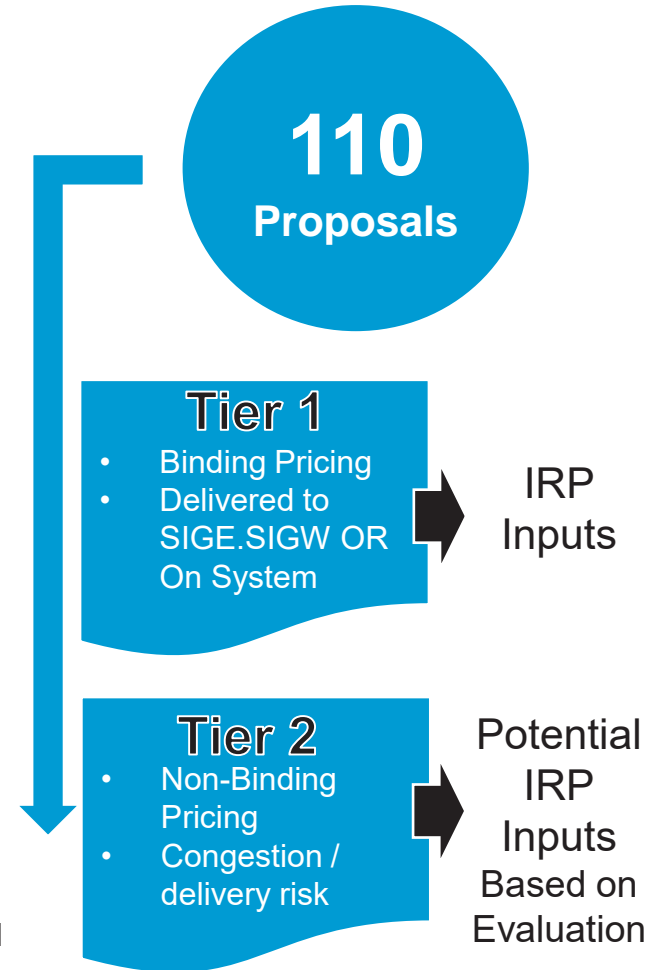 110
Proposals
Tier 1
• Binding Pricing
• Delivered to
SIGE.SIGW OR
On System
IRP
Inputs
Tier 2
• Non-Binding
Pricing
• Congestion /
delivery risk
Potential
IRP
Inputs
Based on
Evaluation